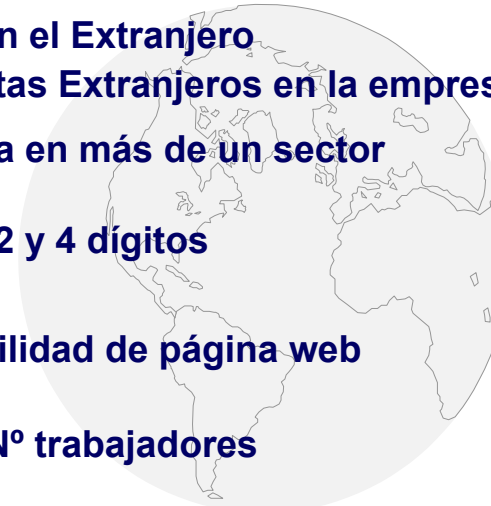 n el Extranjero
tas Extranjeros en la empres
a en más de un sector
2 y 4 dígitos
ilidad de página web
Nº trabajadores